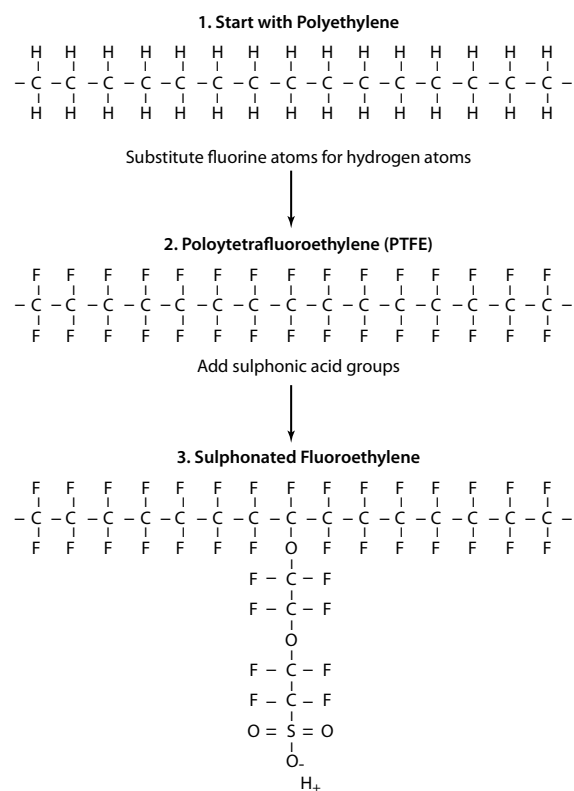 1. Start with Polyethylene
H H H H H H H H H H H H H H H
– C – C – C – C – C – C – C – C – C – C – C – C – C – C – C –
H H H H H H H H H H H H H H H
Substitute fluorine atoms for hydrogen atoms
2. Poloytetrafluoroethylene (PTFE)
F F F F F F F F F F F F F F F
– C – C – C – C – C – C – C – C – C – C – C – C – C – C – C –
F F F F F F F F F F F F F F F
Add sulphonic acid groups
3. Sulphonated Fluoroethylene
F F F F F F F F F F F F F F F
– C – C – C – C – C – C – C – C – C – C – C – C – C – C – C –
F F F F F F F O F F F F F F F
F – C – F
F – C – F
O
F – C – F
F – C – F
O = S = O
O-
H+